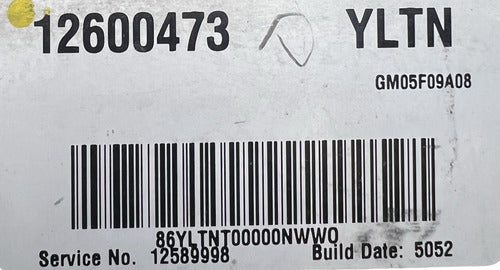 12600473 YLTN
GM05F09A08
86YLTNT00000NWWO
Service No. 12589998 Build Date: 5052